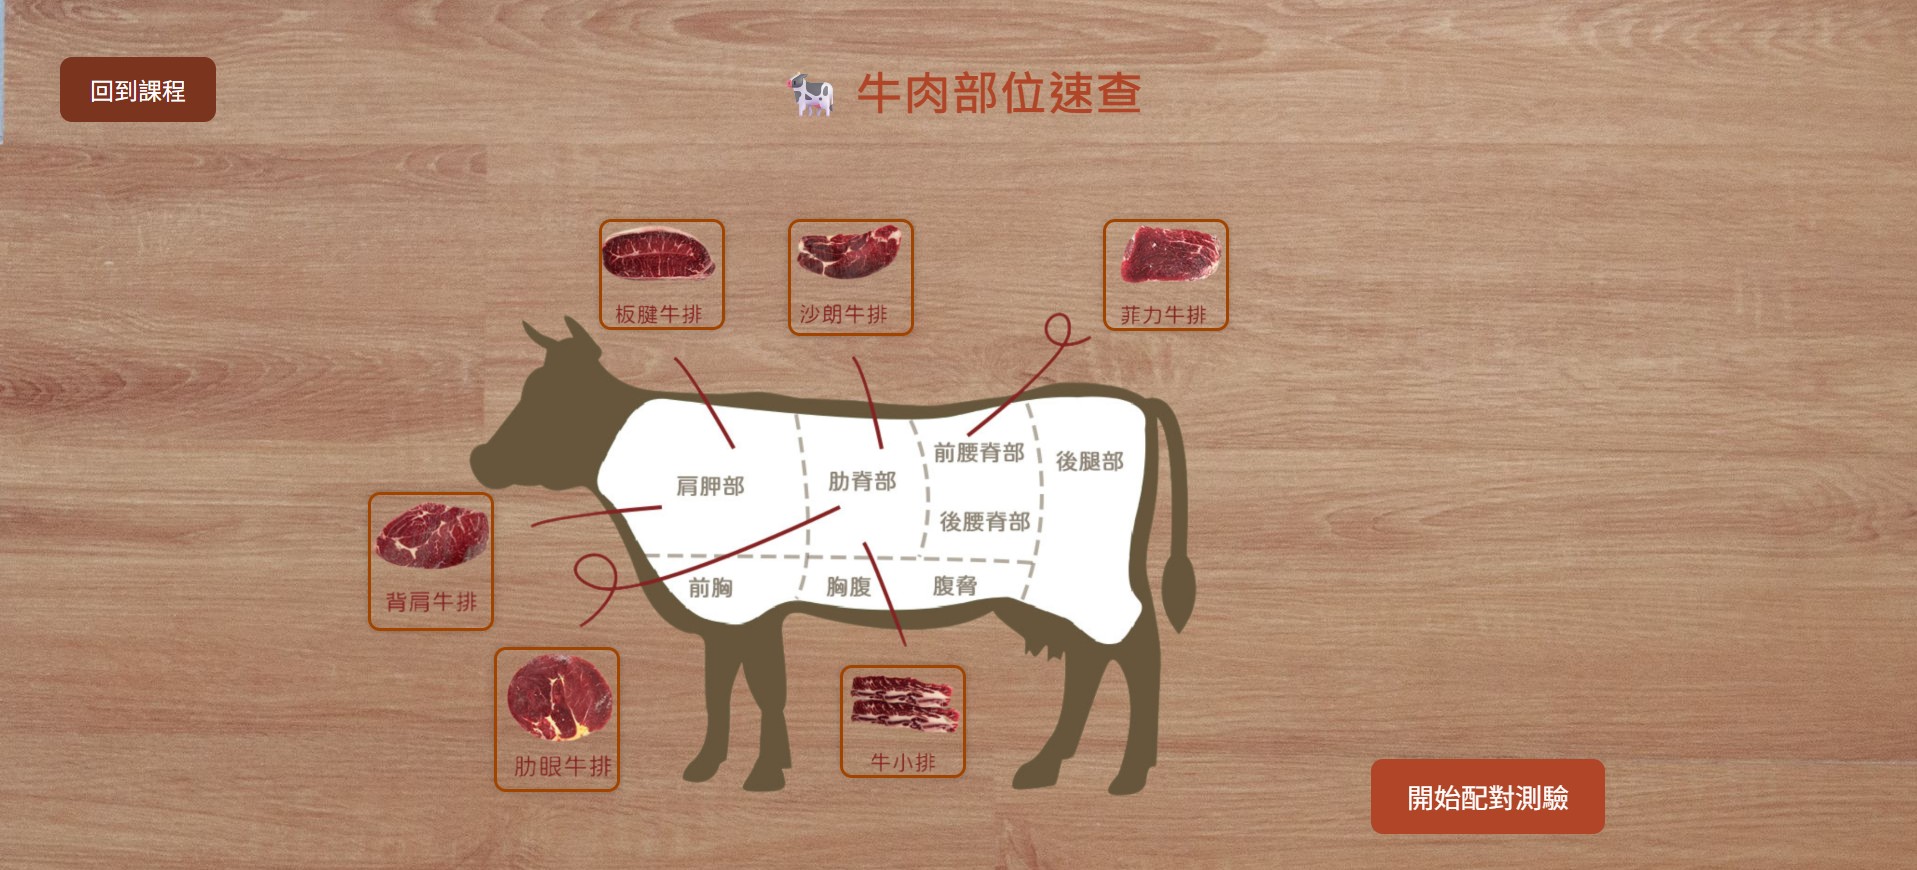 回到課程
牛肉部位速查
板腱牛排
沙朗牛排
菲力牛排
前腰脊部
後腿部
肩胛部
肋脊部
後腰脊部
前胸
胸腹
腹脅
背肩牛排
肋眼牛排
牛小排
開始配對測驗